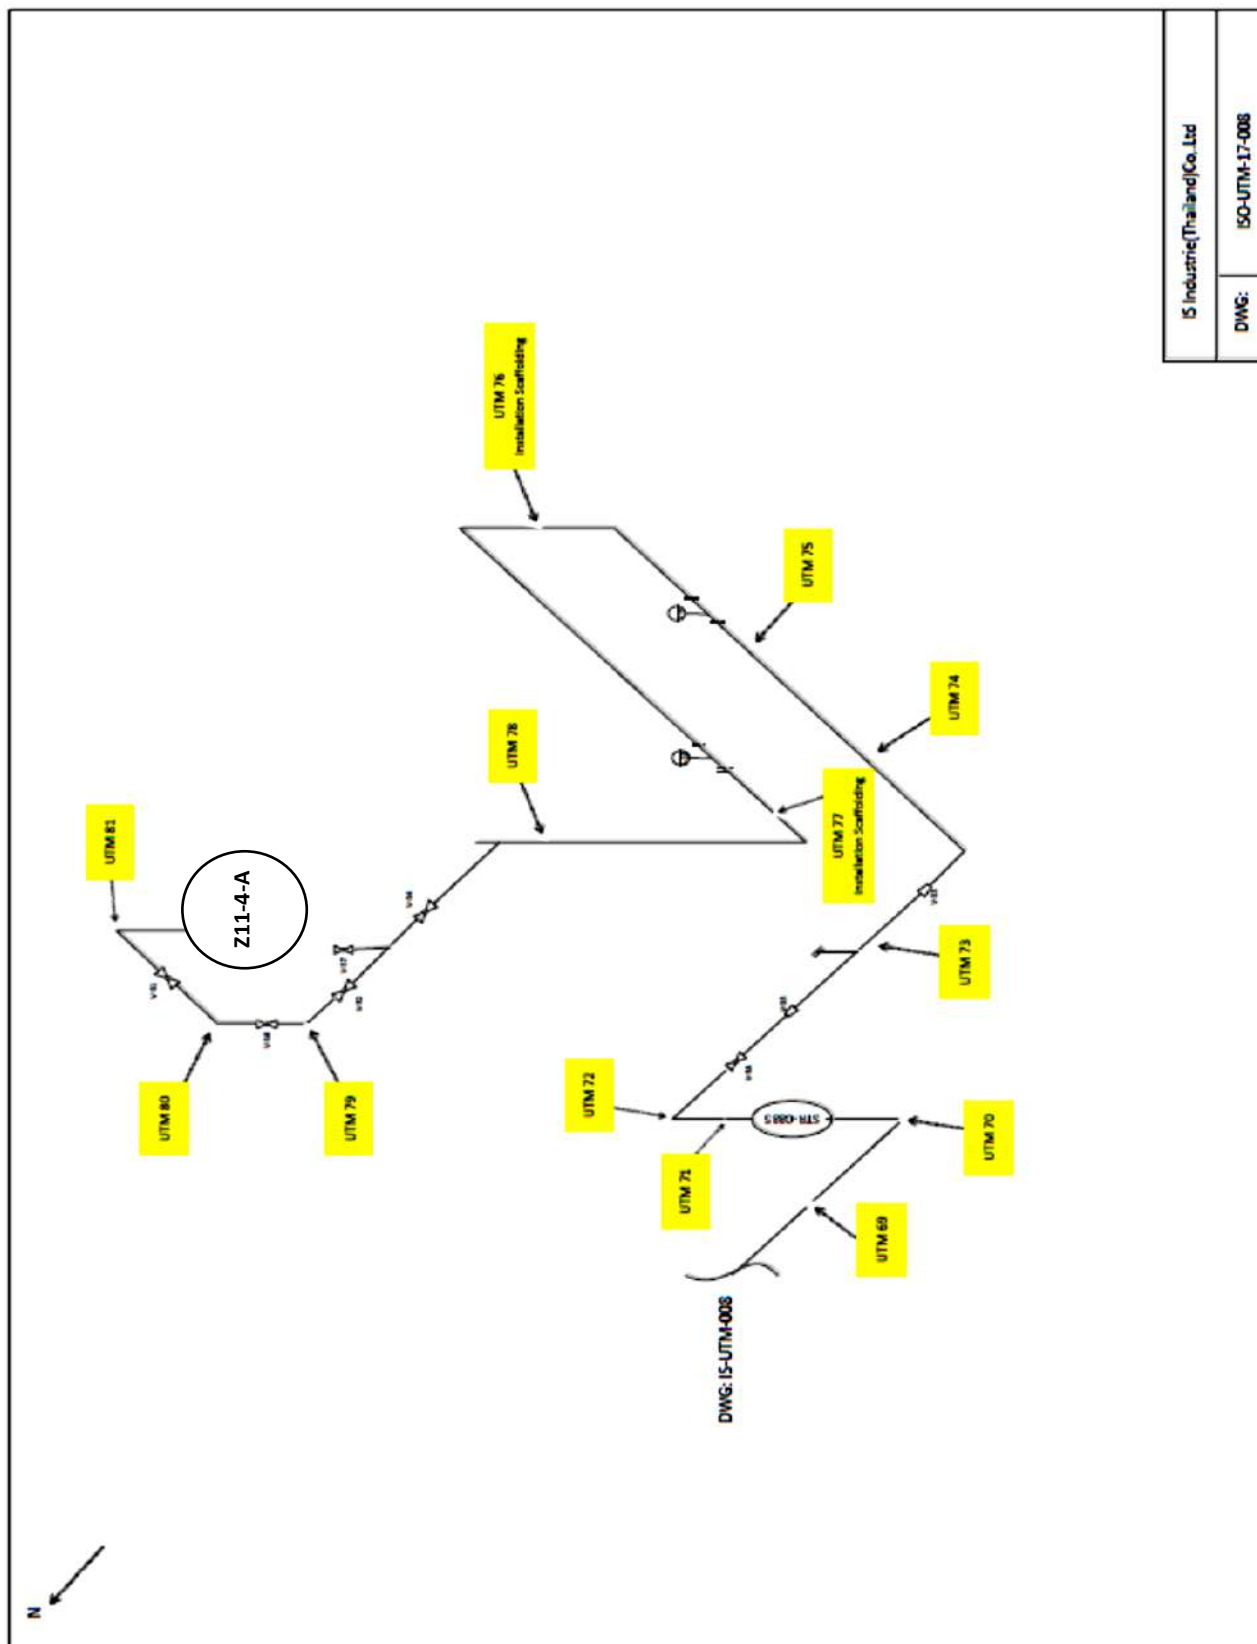 N
UTM 81
Z11-4-A
UTM 80
UTM 79
UTM 78
UTM 76
Installation Scaffolding
UTM 75
UTM 74
UTM 77
Installation Scaffolding
UTM 72
UTM 71
STR-0885
UTM 73
UTM 70
UTM 69
DWG: IS-UTM-008
IS Industrie(Thailand)Co.,Ltd
DWG:
ISO-UTM-17-008